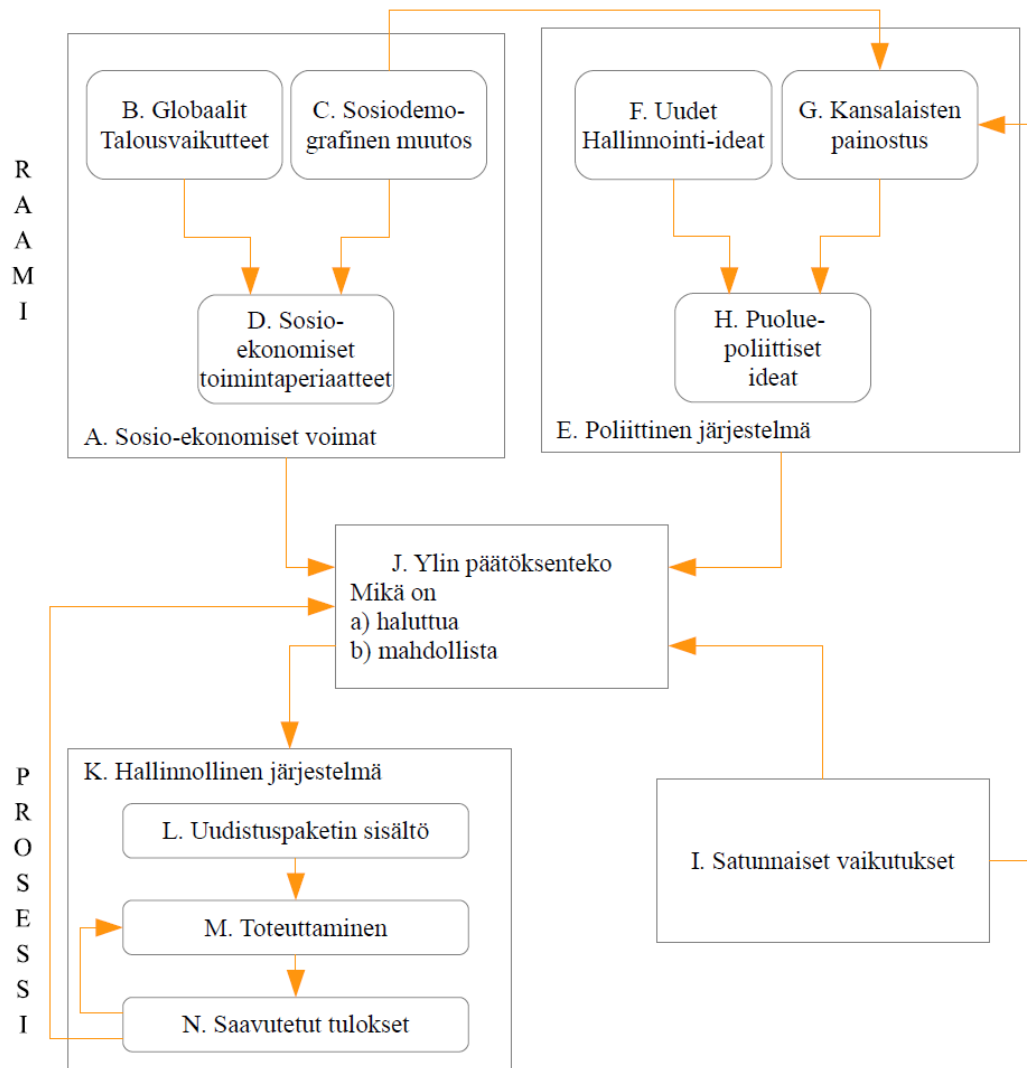 R
A
A
M
I
B. Globaalit
Talousvaikutteet
C. Sosiodemo-
grafinen muutos
D. Sosio-
ekonomiset
toimintaperiaatteet
A. Sosio-ekonomiset voimat
F. Uudet
Hallinnointi-ideat
G. Kansalaisten
painostus
H. Puolue-
poliittiset
ideat
E. Poliittinen järjestelmä
J. Ylin päätöksenteko
Mikä on
a) haluttua
b) mahdollista
P
R
O
S
E
S
S
I
K. Hallinnollinen järjestelmä
L. Uudistuspaketin sisältö
M. Toteuttaminen
N. Saavutetut tulokset
I. Satunnaiset vaikutukset